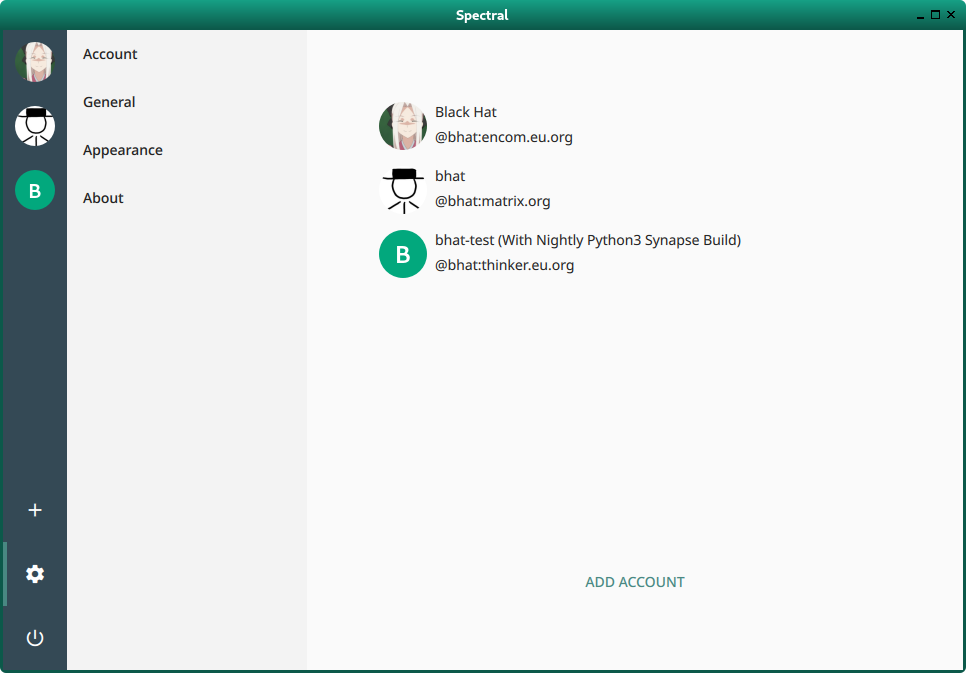 Spectral
Account
General
Appearance
About
B
Black Hat
@bhat:encom.eu.org
bhat
@bhat:matrix.org
B
bhat-test (With Nightly Python3 Synapse Build)
@bhat:thinker.eu.org
ADD ACCOUNT